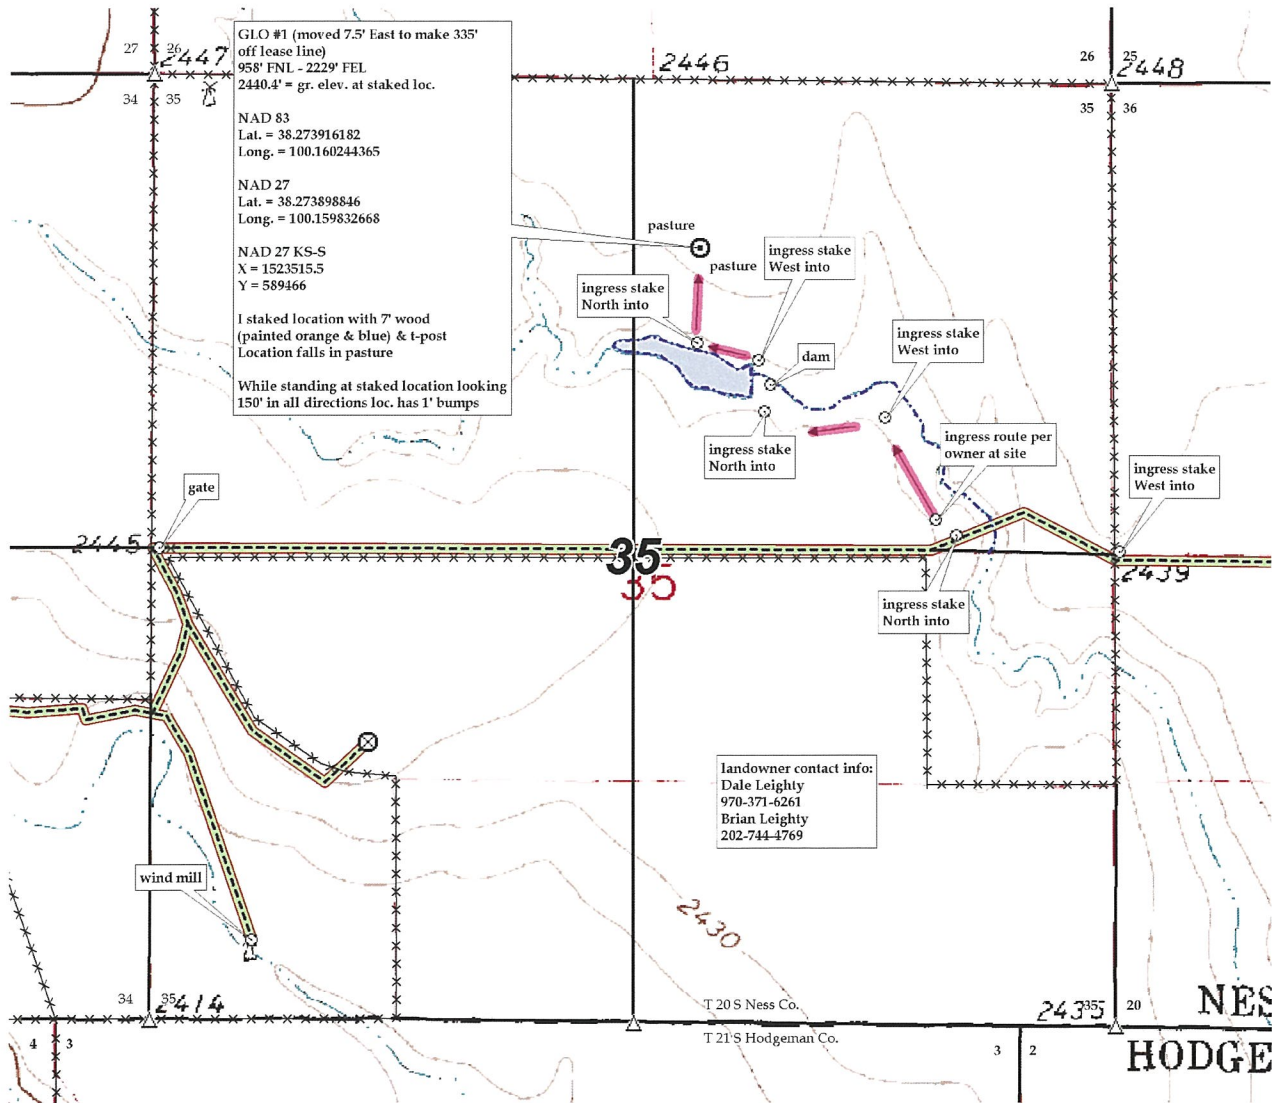 27
26
2447
34
35
GLO #1 (moved 7.5' East to make 335'
off lease line)
958' FNL - 2229' FEL
2440.4' = gr. elev. at staked loc.
NAD 83
Lat. = 38.273916182
Long. = 100.160244365
NAD 27
Lat. = 38.273898846
Long. = 100.159832668
NAD 27 KS-S
X = 1523515.5
Y = 589466
I staked location with 7' wood
(painted orange & blue) & t-post
Location falls in pasture
While standing at staked location looking
150' in all directions loc. has 1' bumps
2446
26
25
2448
35
36
pasture
pasture
ingress stake
West into
ingress stake
North into
ingress stake
West into
dam
ingress stake
North into
ingress route per
owner at site
ingress stake
West into
gate
2445
35
35
2439
ingress stake
North into
landowner contact info:
Dale Leighty
970-371-6261
Brian Leighty
202-744-4769
wind mill
2430
34
35
2414
T 20 S Ness Co.
T 21 S Hodgeman Co.
2435
35
20
NES
HODGE
4
3
3
2